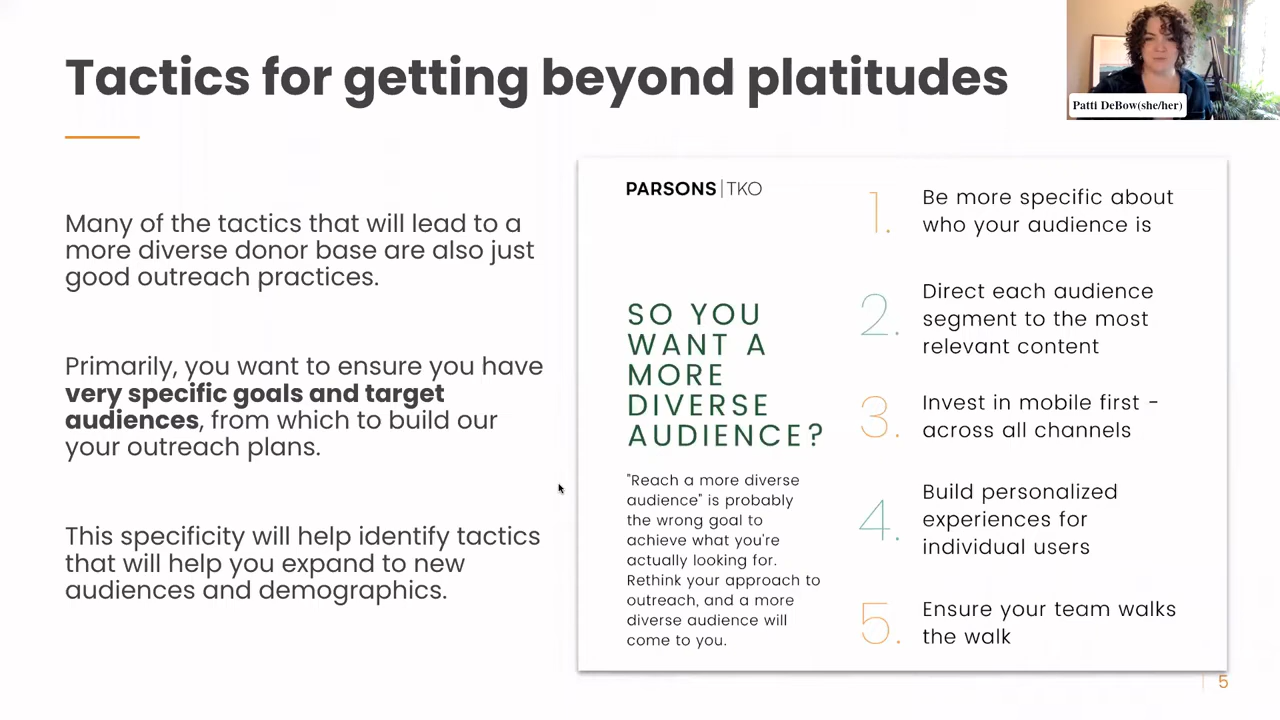 Tactics for getting beyond platitudes
Patti DeBow(she/her)
Many of the tactics that will lead to a
more diverse donor base are also just
good outreach practices.
Primarily, you want to ensure you have
very specific goals and target
audiences, from which to build our
your outreach plans.
This specificity will help identify tactics
that will help you expand to new
audiences and demographics.
PARSONS|TKO
SO YOU
WANT A
MORE
DIVERSE
AUDIENCE?
"Reach a more diverse
audience" is probably
the wrong goal to
achieve what you're
actually looking for.
Rethink your approach to
outreach, and a more
diverse audience will
come to you.
1. Be more specific about
who your audience is
2. Direct each audience
segment to the most
relevant content
3. Invest in mobile first -
across all channels
4. Build personalized
experiences for
individual users
5. Ensure your team walks
the walk
5